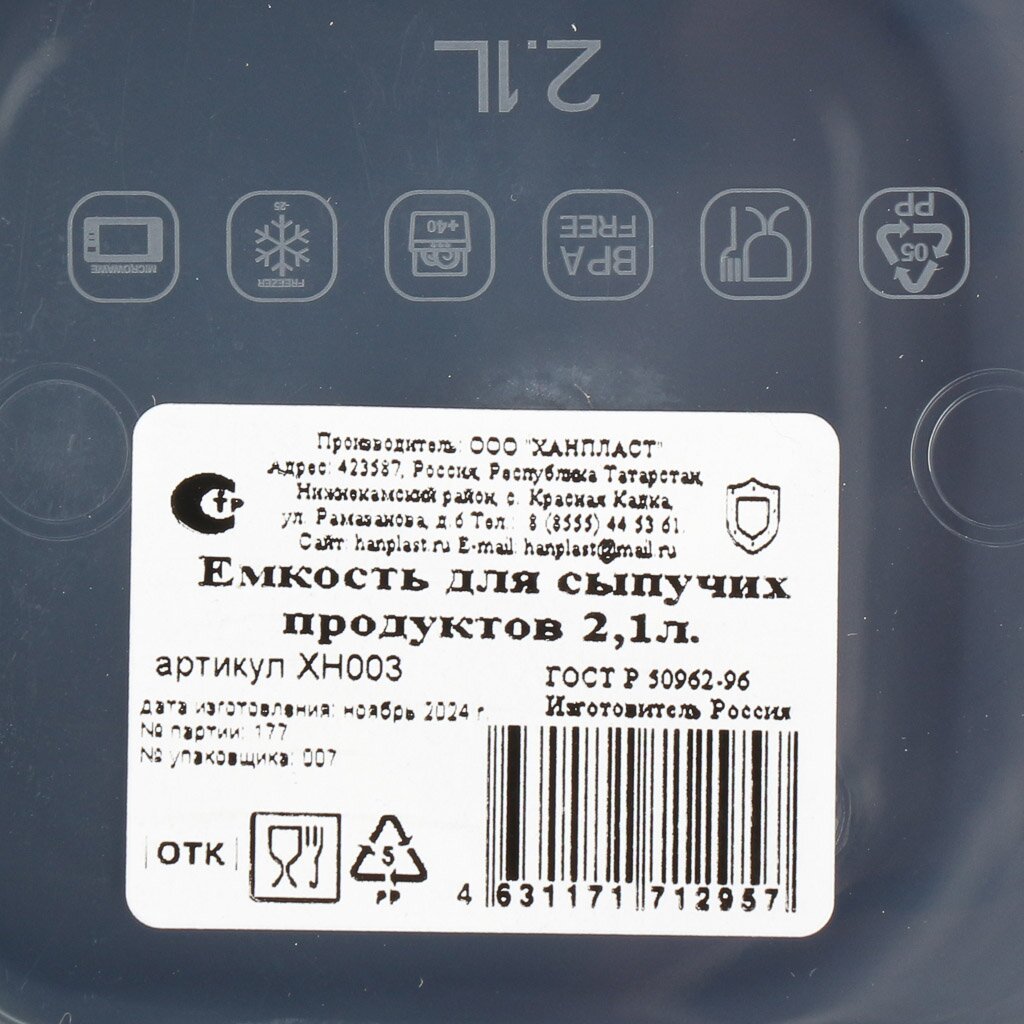 2.1L
MICROWAVE
FREEZER
-25
+40
BPA
FREE
05
PP
Производитель: ООО "ХАНПЛАСТ"
Адрес: 423587, Россия, Республика Татарстан,
Нижнекамский район, с. Красная Кадка,
ул. Рамазанова, д.6 Тел.: 8 (8555) 44 53 61.
Сайт: hanplast.ru E-mail: hanplast@mail.ru
Емкость для сыпучих
продуктов 2,1л.
артикул ХН003
ГОСТ Р 50962-96
Изготовитель Россия
дата изготовления: ноябрь 2024 г.
№ партии: 177
№ упаковщика: 007
ОТК
5
PP
4 631171 712957